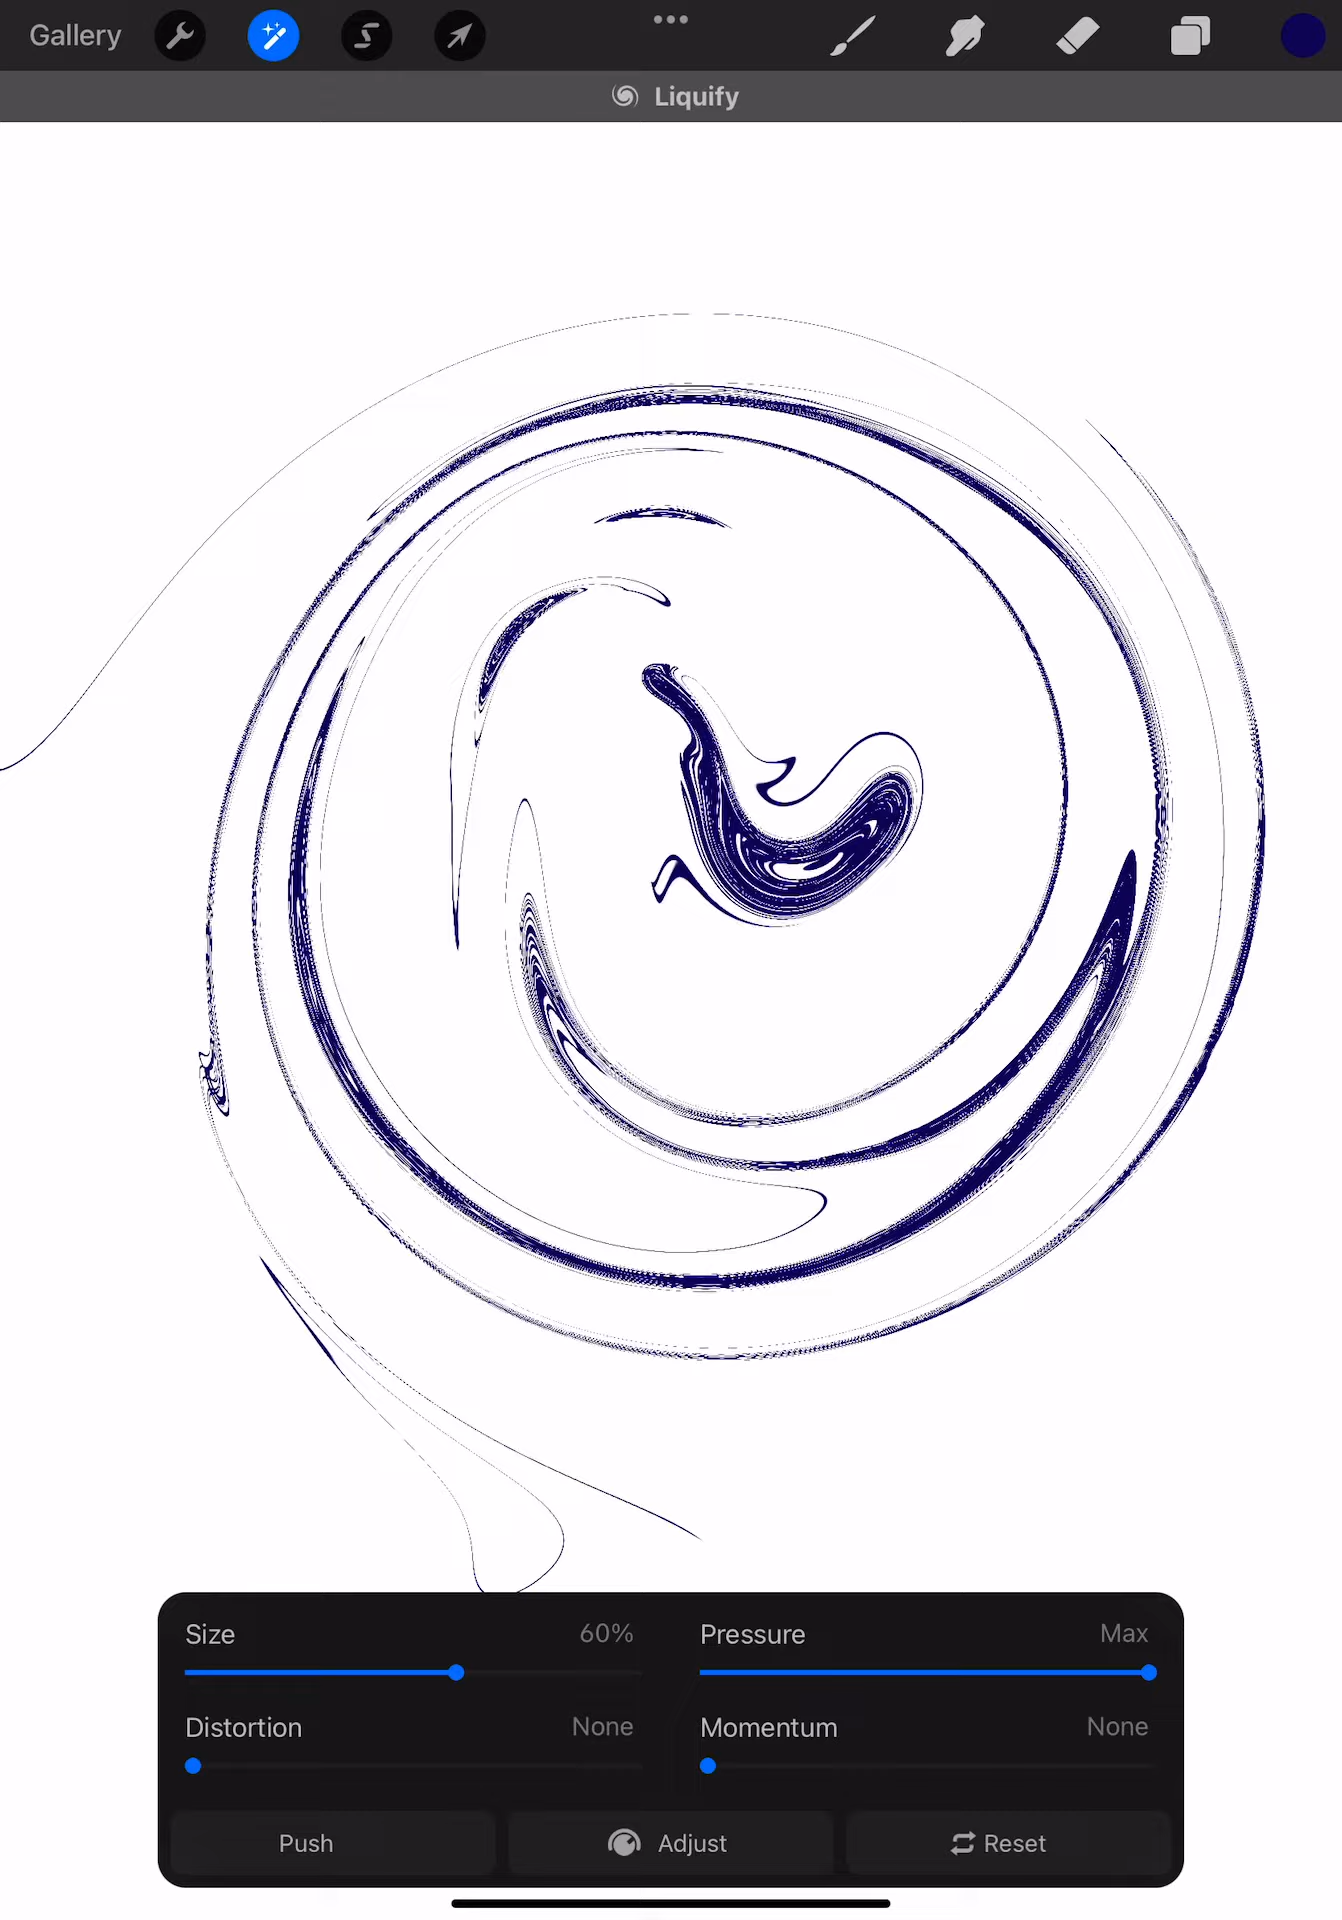 Gallery
Liquify
Size 60% Pressure Max
Distortion None Momentum None
Push Adjust Reset